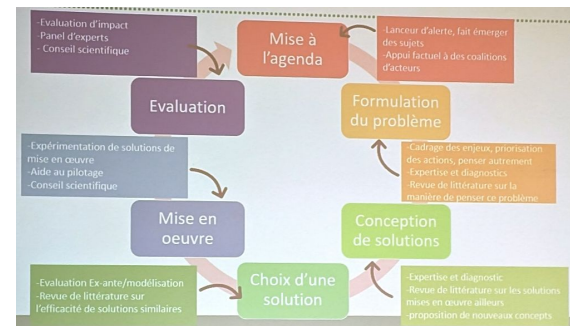 -Evaluation d'impact
-Panel d'experts
- Conseil scientifique
Mise à
l'agenda
-Lanceur d'alerte, fait émerger
des sujets
-Appui factuel à des coalitions
d'acteurs
Evaluation
Formulation
du problème
-Cadrage des enjeux, priorisation
des actions, penser autrement
-Expertise et diagnostics
-Revue de littérature sur la
manière de penser ce problème
-Expérimentation de solutions de
mise en œuvre
-Aide au pilotage
-Conseil scientifique
Mise en
oeuvre
Conception
de solutions
-Evaluation Ex-ante/modélisation
-Revue de littérature sur
l'efficacité de solutions similaires
Choix d'une
solution
-Expertise et diagnostic
-Revue de littérature sur les solutions
mises en œuvre ailleurs
-proposition de nouveaux concepts